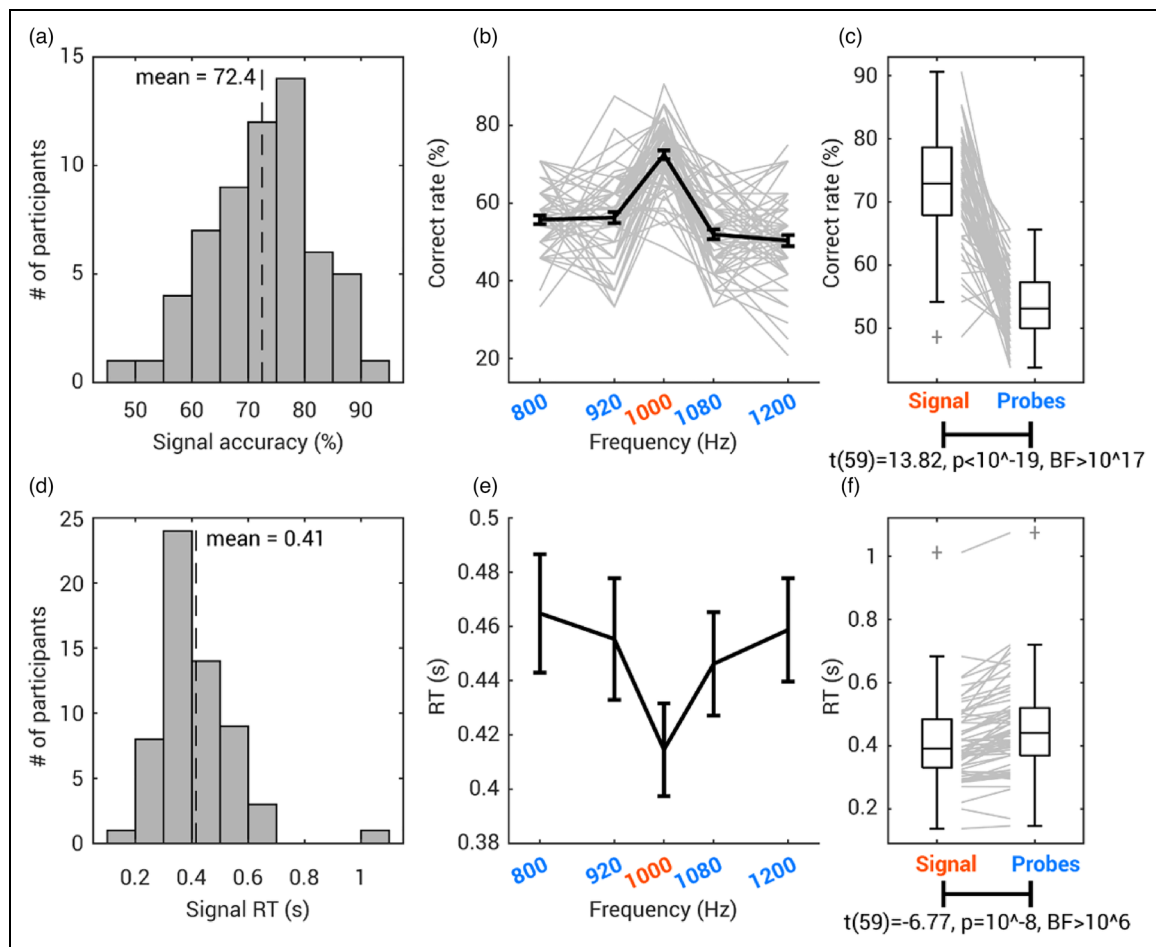 (a)
15
mean = 72.4
10
5
0
# of participants
50 60 70 80 90
Signal accuracy (%)
(b)
80
60
40
20
Correct rate (%)
800 920 1000 1080 1200
Frequency (Hz)
(c)
90
80
70
60
50
Correct rate (%)
Signal Probes
t(59)=13.82, p<10^-19, BF>10^17
(d)
25
mean = 0.41
20
15
10
5
0
# of participants
0.2 0.4 0.6 0.8 1
Signal RT (s)
(e)
0.5
0.48
0.46
0.44
0.42
0.4
0.38
RT (s)
800 920 1000 1080 1200
Frequency (Hz)
(f)
1
0.8
0.6
0.4
0.2
RT (s)
Signal Probes
t(59)=-6.77, p=10^-8, BF>10^6